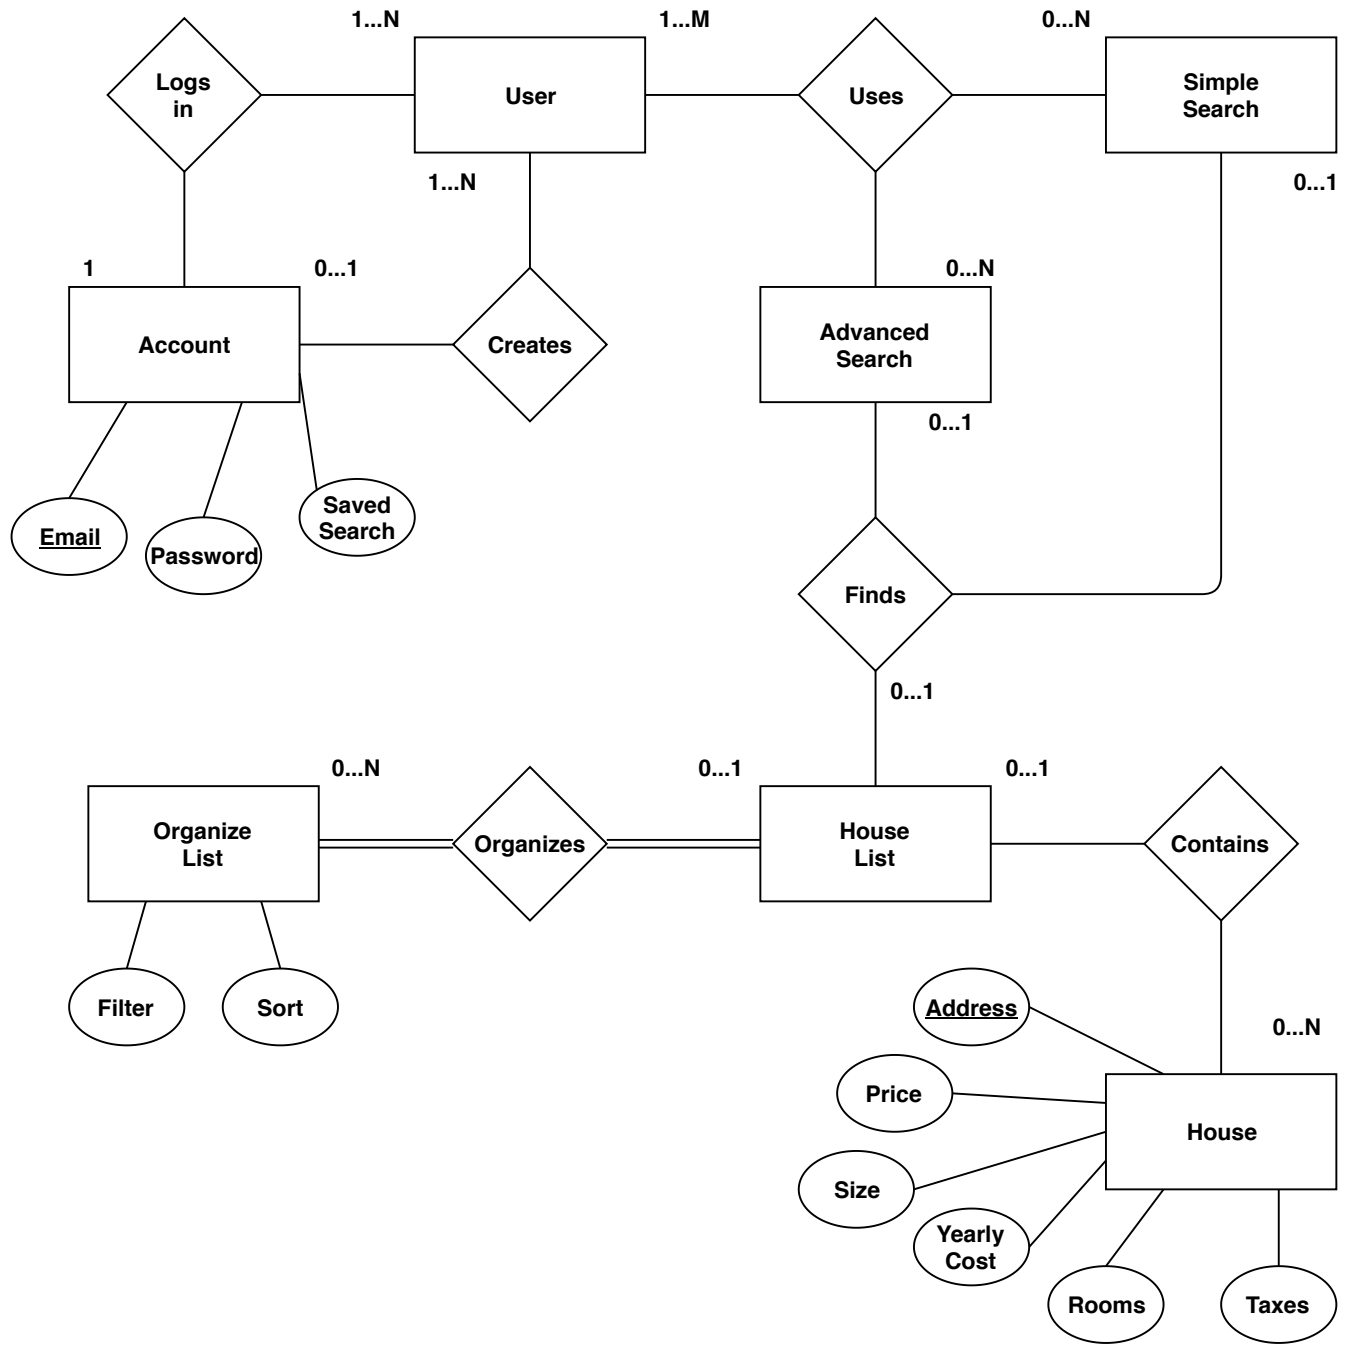 1...N
1...M
0...N
Logs
in
User
Uses
Simple
Search
1...N
0...1
1
0...1
0...N
Account
Creates
Advanced
Search
0...1
Email
Password
Saved
Search
Finds
0...1
0...N
0...1
0...1
Organize
List
Organizes
House
List
Contains
Filter
Sort
Address
0...N
Price
House
Size
Yearly
Cost
Rooms
Taxes